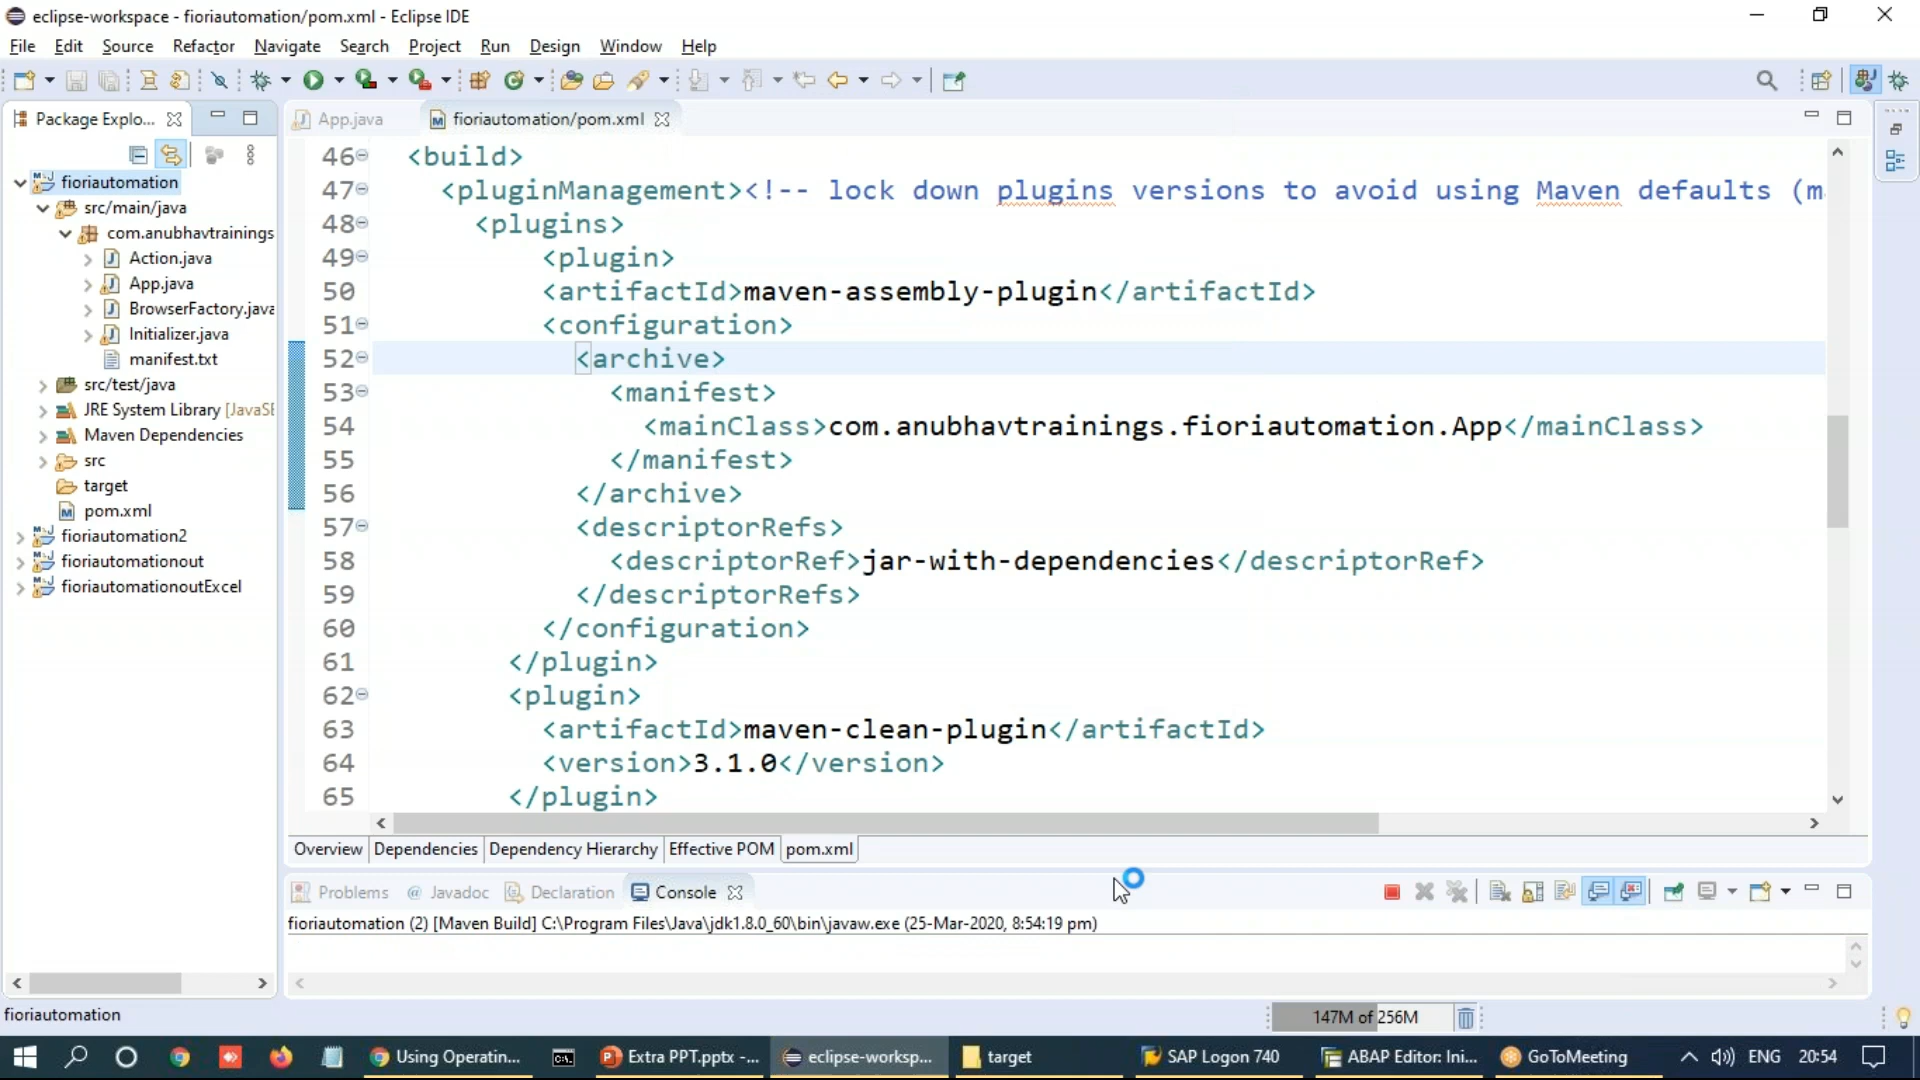 eclipse-workspace - fioriautomation/pom.xml - Eclipse IDE
File Edit Source Refactor Navigate Search Project Run Design Window Help
Package Explo...
App.java
fioriautomation/pom.xml
fioriautomation
src/main/java
com.anubhavtrainings
Action.java
App.java
BrowserFactory.java
Initializer.java
manifest.txt
src/test/java
JRE System Library [JavaSE
Maven Dependencies
src
target
pom.xml
fioriautomation2
fioriautomationout
fioriautomationoutExcel
46 <build>
47 <pluginManagement><!-- lock down plugins versions to avoid using Maven defaults (m
48 <plugins>
49 <plugin>
50 <artifactId>maven-assembly-plugin</artifactId>
51 <configuration>
52 <archive>
53 <manifest>
54 <mainClass>com.anubhavtrainings.fioriautomation.App</mainClass>
55 </manifest>
56 </archive>
57 <descriptorRefs>
58 <descriptorRef>jar-with-dependencies</descriptorRef>
59 </descriptorRefs>
60 </configuration>
61 </plugin>
62 <plugin>
63 <artifactId>maven-clean-plugin</artifactId>
64 <version>3.1.0</version>
65 </plugin>
Overview Dependencies Dependency Hierarchy Effective POM pom.xml
Problems @ Javadoc Declaration Console
fioriautomation (2) [Maven Build] C:\Program Files\Java\jdk1.8.0_60\bin\javaw.exe (25-Mar-2020, 8:54:19 pm)
fioriautomation
147M of 256M
Using Operatin...
Extra PPT.pptx -...
eclipse-worksp...
target
SAP Logon 740
ABAP Editor: Ini...
GoToMeeting
ENG
20:54